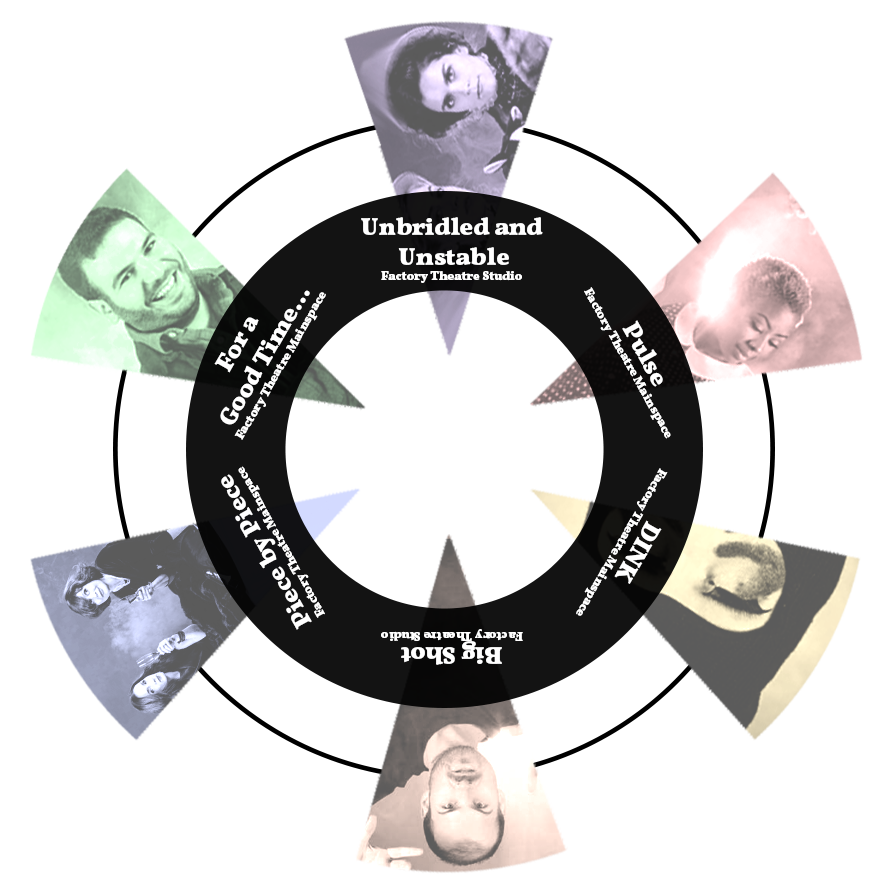 Unbridled and
Unstable
Factory Theatre Studio
Pulse
Factory Theatre Mainspace
DINK
Factory Theatre Mainspace
Big Shot
Factory Theatre Studio
Piece by Piece
Factory Theatre Mainspace
For a
Good Time...
Factory Theatre Mainspace